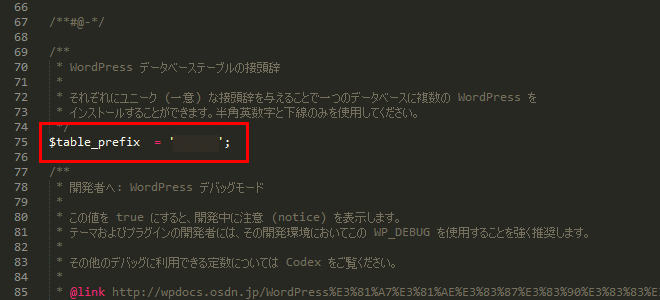 66
67 /**#@-*/
68
69 /**
70 * WordPress データベーステーブルの接頭辞
71 *
72 * それぞれにユニーク (一意) な接頭辞を与えることで一つのデータベースに複数の WordPress を
73 * インストールすることができます。半角英数字と下線のみを使用してください。
74 */
75 $table_prefix = '';
76
77 /**
78 * 開発者へ: WordPress デバッグモード
79 *
80 * この値を true にすると、開発中に注意 (notice) を表示します。
81 * テーマおよびプラグインの開発者には、その開発環境においてこの WP_DEBUG を使用することを強く推奨します。
82 *
83 * その他のデバッグに利用できる定数については Codex をご覧ください。
84 *
85 * @link http://wpdocs.osdn.jp/WordPress%E3%81%A7%E3%81%AE%E3%83%87%E3%83%90%E3%83%83%E